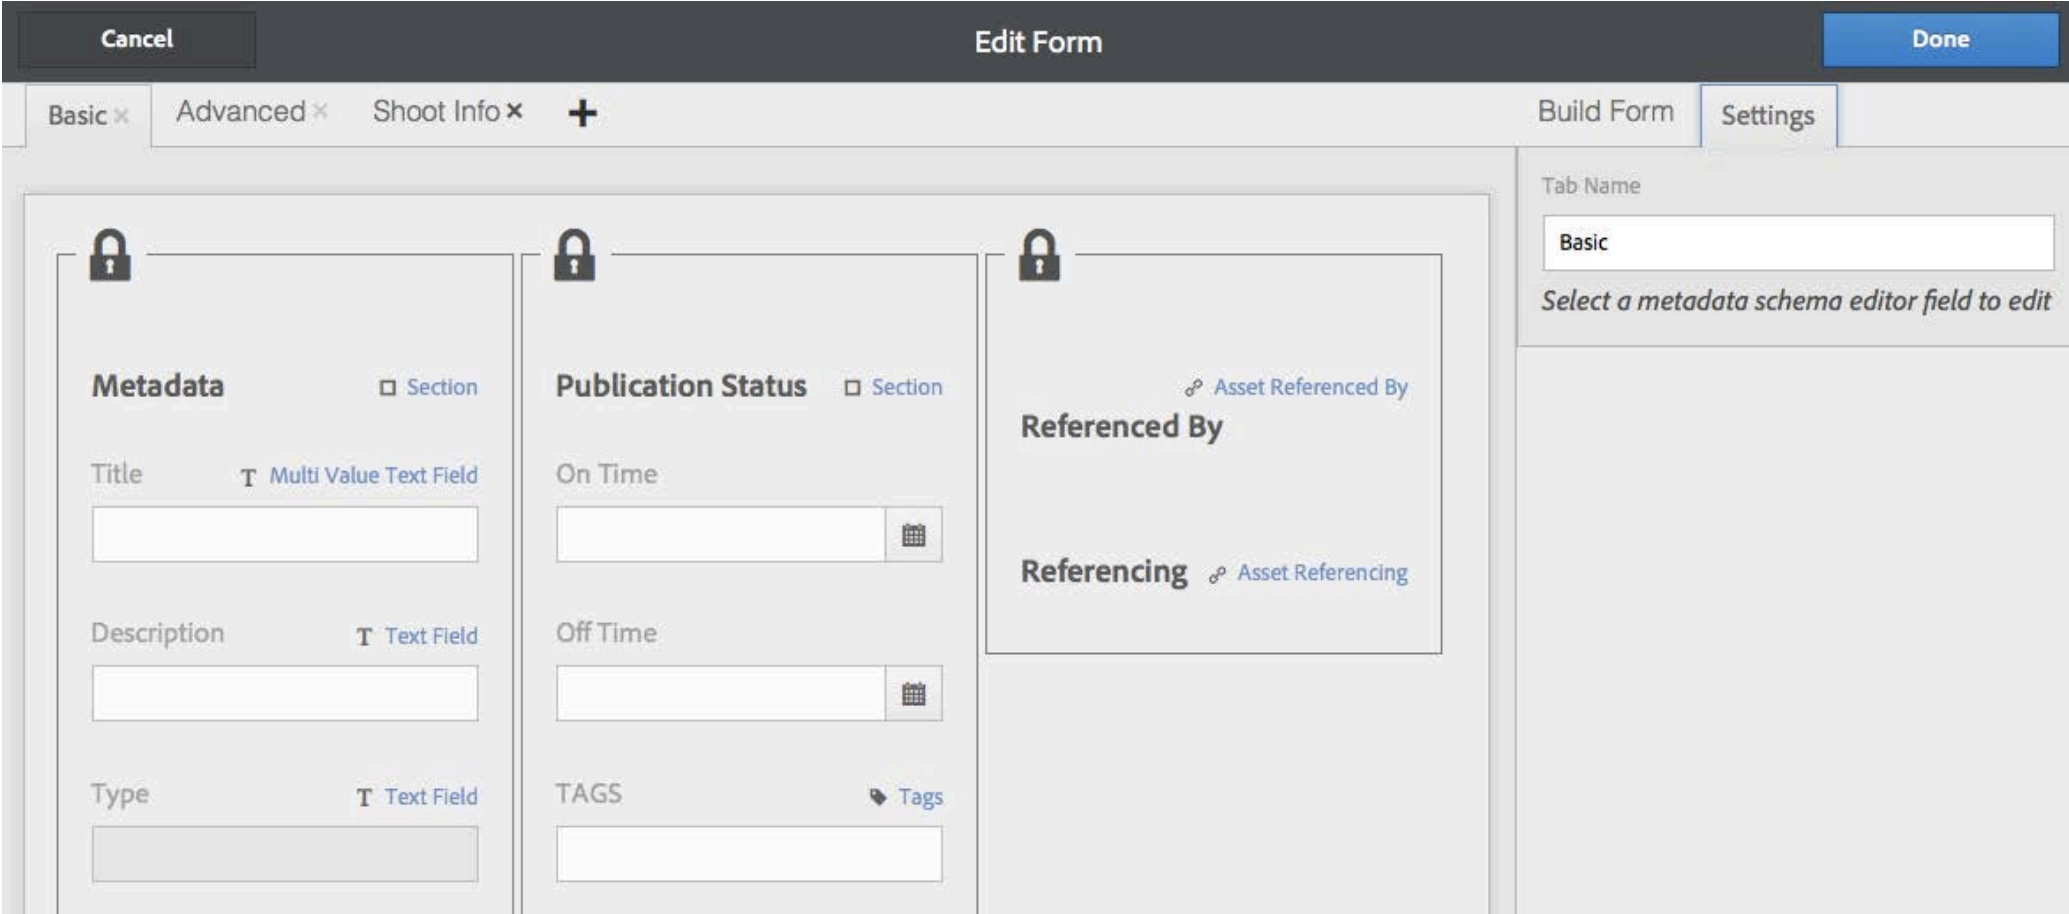 Cancel
Edit Form
Done
Basic ×
Advanced ×
Shoot Info ×
+
Build Form
Settings
Metadata
Section
Title
T Multi Value Text Field
Description
T Text Field
Type
T Text Field
Publication Status
Section
On Time
Off Time
TAGS
Tags
Asset Referenced By
Referenced By
Referencing
Asset Referencing
Tab Name
Basic
Select a metadata schema editor field to edit